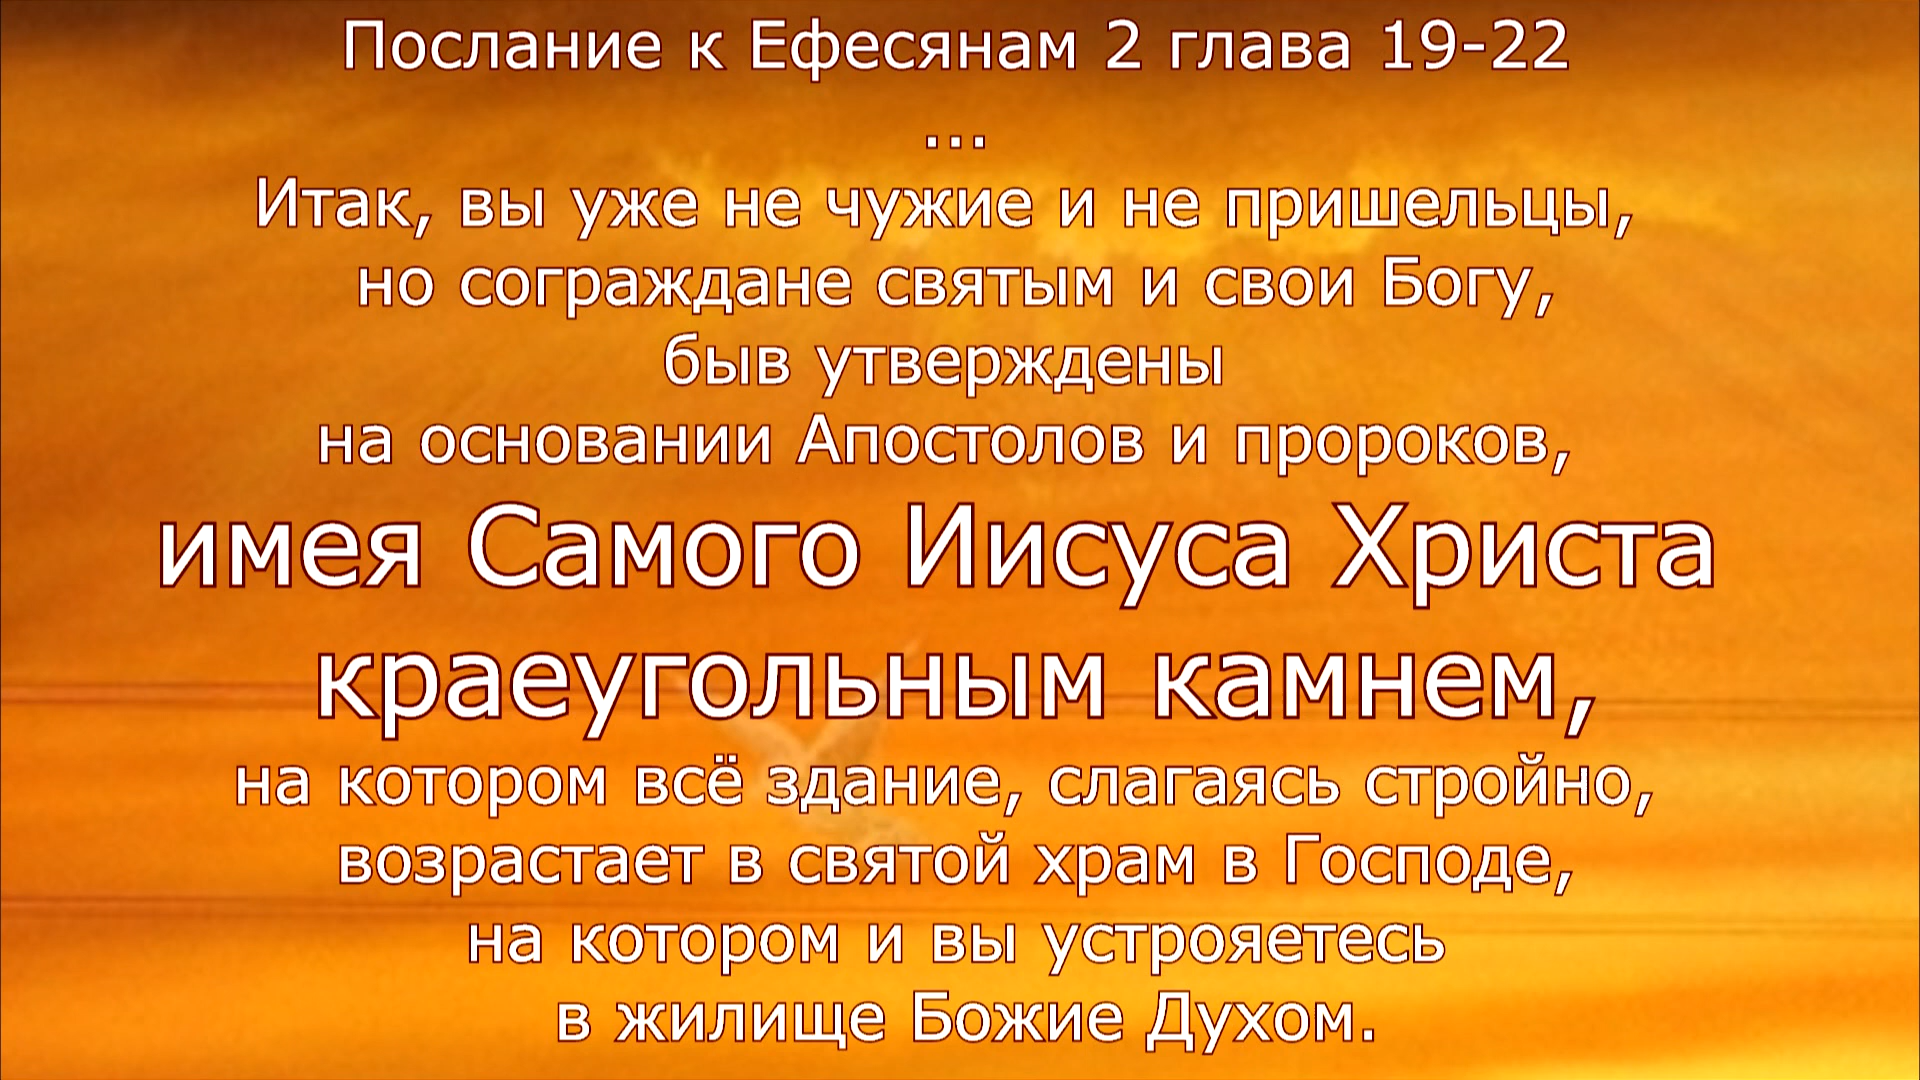 Послание к Ефесянам 2 глава 19-22
...
Итак, вы уже не чужие и не пришельцы,
но сограждане святым и свои Богу,
быв утверждены
на основании Апостолов и пророков,
имея Самого Иисуса Христа
краеугольным камнем,
на котором всё здание, слагаясь стройно,
возрастает в святой храм в Господе,
на котором и вы устрояетесь
в жилище Божие Духом.